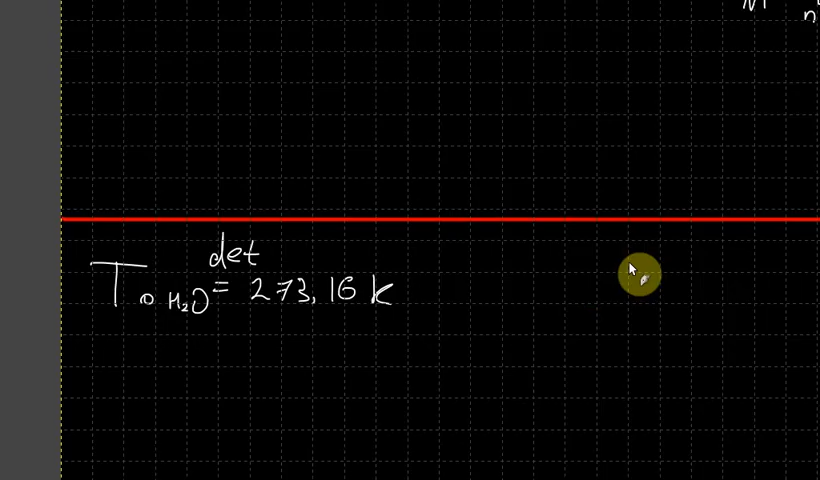 det
T₀ H₂O = 273,16 K